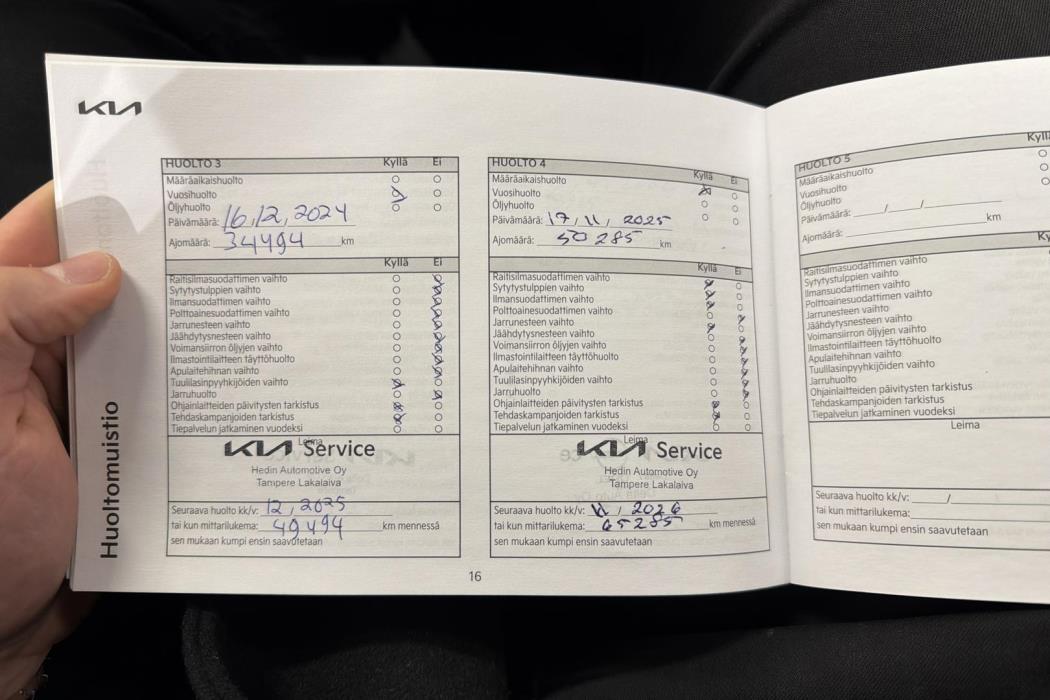 KIA
Huoltomuistio
HUOLTO 3 Kyllä Ei
Määräaikaishuolto
Vuosihuolto
Öljyhuolto
Päivämäärä: 16,12,2024
Ajomäärä: 34494 km
Kyllä Ei
Raitisilmasuodattimen vaihto
Sytytystulppien vaihto
Ilmansuodattimen vaihto
Polttoainesuodattimen vaihto
Jarrunesteen vaihto
Jäähdytysnesteen vaihto
Voimansiirron öljyjen vaihto
Ilmastointilaitteen täyttöhuolto
Apulaitehihnan vaihto
Tuulilasinpyyhkijöiden vaihto
Jarruhuolto
Ohjainlaitteiden päivitysten tarkistus
Tehdaskampanjoiden tarkistus
Tiepalvelun jatkaminen vuodeksi
Leima
KIA Service
Hedin Automotive Oy
Tampere Lakalaiva
Seuraava huolto kk/v: 12,2025
tai kun mittarilukema: 49494 km mennessä
sen mukaan kumpi ensin saavutetaan
HUOLTO 4 Kyllä Ei
Määräaikaishuolto
Vuosihuolto
Öljyhuolto
Päivämäärä: 17,11,2025
Ajomäärä: 50285 km
Kyllä Ei
Raitisilmasuodattimen vaihto
Sytytystulppien vaihto
Ilmansuodattimen vaihto
Polttoainesuodattimen vaihto
Jarrunesteen vaihto
Jäähdytysnesteen vaihto
Voimansiirron öljyjen vaihto
Ilmastointilaitteen täyttöhuolto
Apulaitehihnan vaihto
Tuulilasinpyyhkijöiden vaihto
Jarruhuolto
Ohjainlaitteiden päivitysten tarkistus
Tehdaskampanjoiden tarkistus
Tiepalvelun jatkaminen vuodeksi
Leima
KIA Service
Hedin Automotive Oy
Tampere Lakalaiva
Seuraava huolto kk/v: 11,2026
tai kun mittarilukema: 65285 km mennessä
sen mukaan kumpi ensin saavutetaan
16
HUOLTO 5 Kyllä
Määräaikaishuolto
Vuosihuolto
Öljyhuolto
Päivämäärä: / /
Ajomäärä: km
Ky
Raitisilmasuodattimen vaihto
Sytytystulppien vaihto
Ilmansuodattimen vaihto
Polttoainesuodattimen vaihto
Jarrunesteen vaihto
Jäähdytysnesteen vaihto
Voimansiirron öljyjen vaihto
Ilmastointilaitteen täyttöhuolto
Apulaitehihnan vaihto
Tuulilasinpyyhkijöiden vaihto
Jarruhuolto
Ohjainlaitteiden päivitysten tarkistus
Tehdaskampanjoiden tarkistus
Tiepalvelun jatkaminen vuodeksi
Leima
Seuraava huolto kk/v: /
tai kun mittarilukema:
sen mukaan kumpi ensin saavutetaan